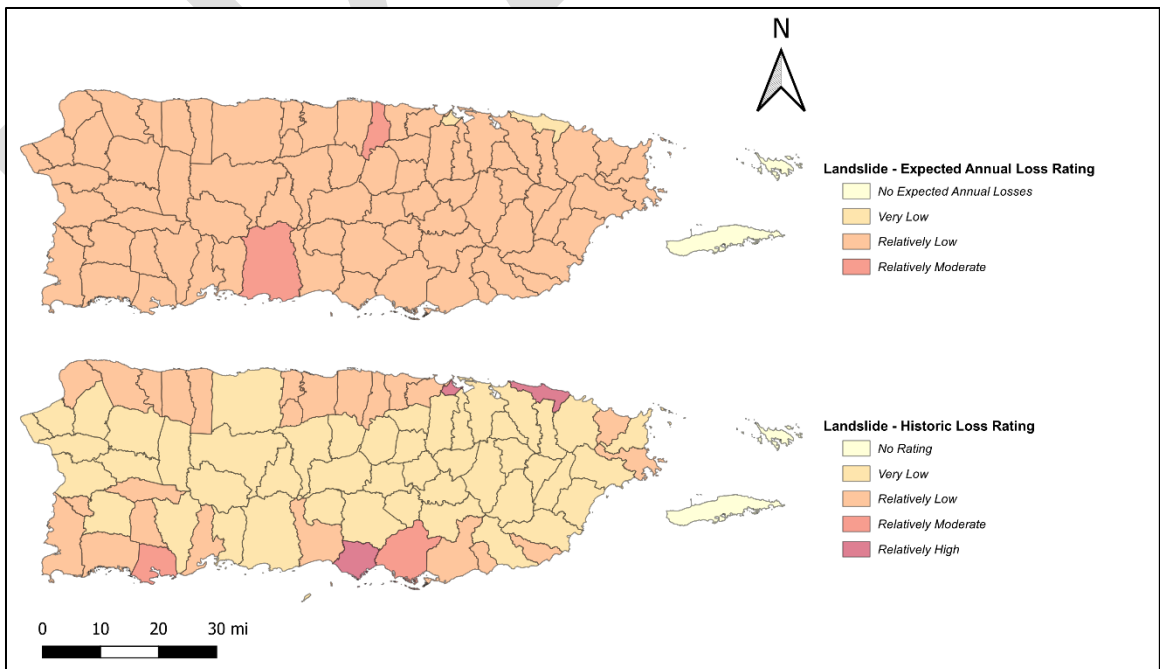 N
Landslide - Expected Annual Loss Rating
No Expected Annual Losses
Very Low
Relatively Low
Relatively Moderate
Landslide - Historic Loss Rating
No Rating
Very Low
Relatively Low
Relatively Moderate
Relatively High
0 10 20 30 mi